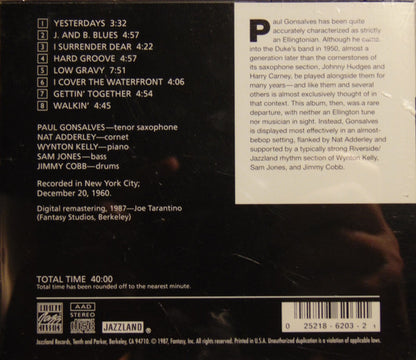 1 YESTERDAYS 3:32
2 J. AND B. BLUES 4:57
3 I SURRENDER DEAR 4:22
4 HARD GROOVE 4:57
5 LOW GRAVY 7:51
6 I COVER THE WATERFRONT 4:06
7 GETTIN' TOGETHER 4:54
8 WALKIN' 4:45
PAUL GONSALVES—tenor saxophone
NAT ADDERLEY—cornet
WYNTON KELLY—piano
SAM JONES—bass
JIMMY COBB—drums
Recorded in New York City;
December 20, 1960.
Digital remastering, 1987—Joe Tarantino
(Fantasy Studios, Berkeley)
TOTAL TIME 40:00
Total time has been rounded off to the nearest minute.
Paul Gonsalves has been quite
accurately characterized as strictly
an Ellingtonian. Although he came
into the Duke's band in 1950, almost a
generation later than the cornerstones of
its saxophone section, Johnny Hodges and
Harry Carney, he played alongside them for
many years—and like them and several
others is almost exclusively thought of in
that context. This album, then, was a rare
departure, with neither an Ellington tune
nor musician in sight. Instead, Gonsalves
is displayed most effectively in an almost-
bebop setting, flanked by Nat Adderley and
supported by a typically strong Riverside/
Jazzland rhythm section of Wynton Kelly,
Sam Jones, and Jimmy Cobb.
ORIGINAL JAZZ CLASSICS
AAD
STEREO
JAZZLAND
0 25218-6203-2 1
Jazzland Records, Tenth and Parker, Berkeley, CA 94710. ℗ © 1987, Fantasy, Inc. All rights reserved. Printed in U.S.A. Unauthorized duplication is a violation of applicable laws.